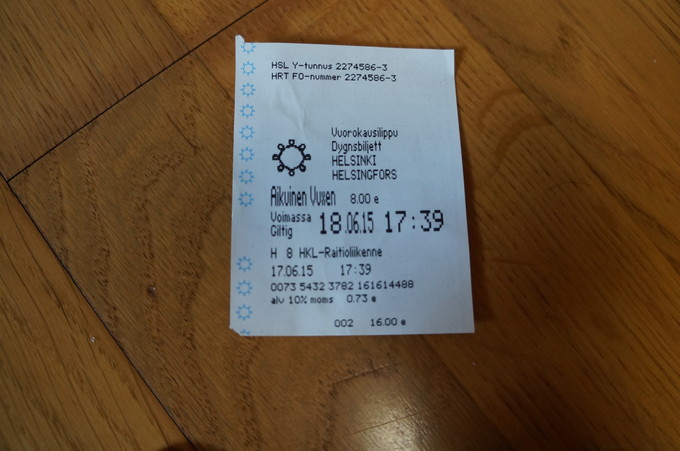 HSL Y-tunnus 2274586-3
HRT FO-nummer 2274586-3
Vuorokausilippu
Dygnsbiljett
HELSINKI
HELSINGFORS
Aikuinen Vuxen 8.00 e
Voimassa
Giltig 18.06.15 17:39
H 8 HKL-Raitioliikenne
17.06.15 17:39
0073 5432 3782 161614488
alv 10% moms 0.73 e
002 16.00 e